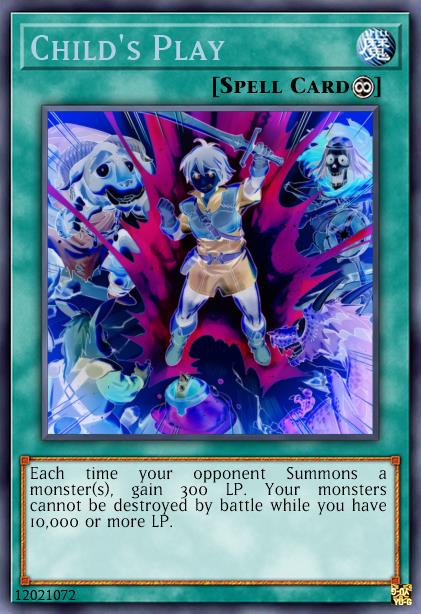 Child's Play
魔
[Spell Card♾]
Each time your opponent Summons a
monster(s), gain 300 LP. Your monsters
cannot be destroyed by battle while you have
10,000 or more LP.
12021072